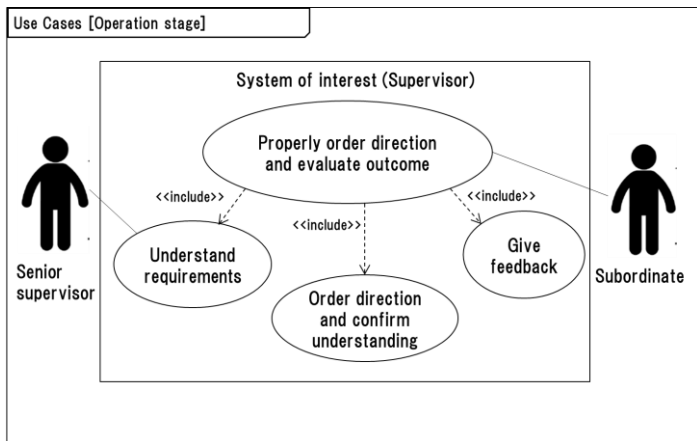 Use Cases [Operation stage]
System of interest (Supervisor)
Properly order direction
and evaluate outcome
<<include>>
<<include>>
<<include>>
Understand
requirements
Give
feedback
Order direction
and confirm
understanding
Senior
supervisor
Subordinate